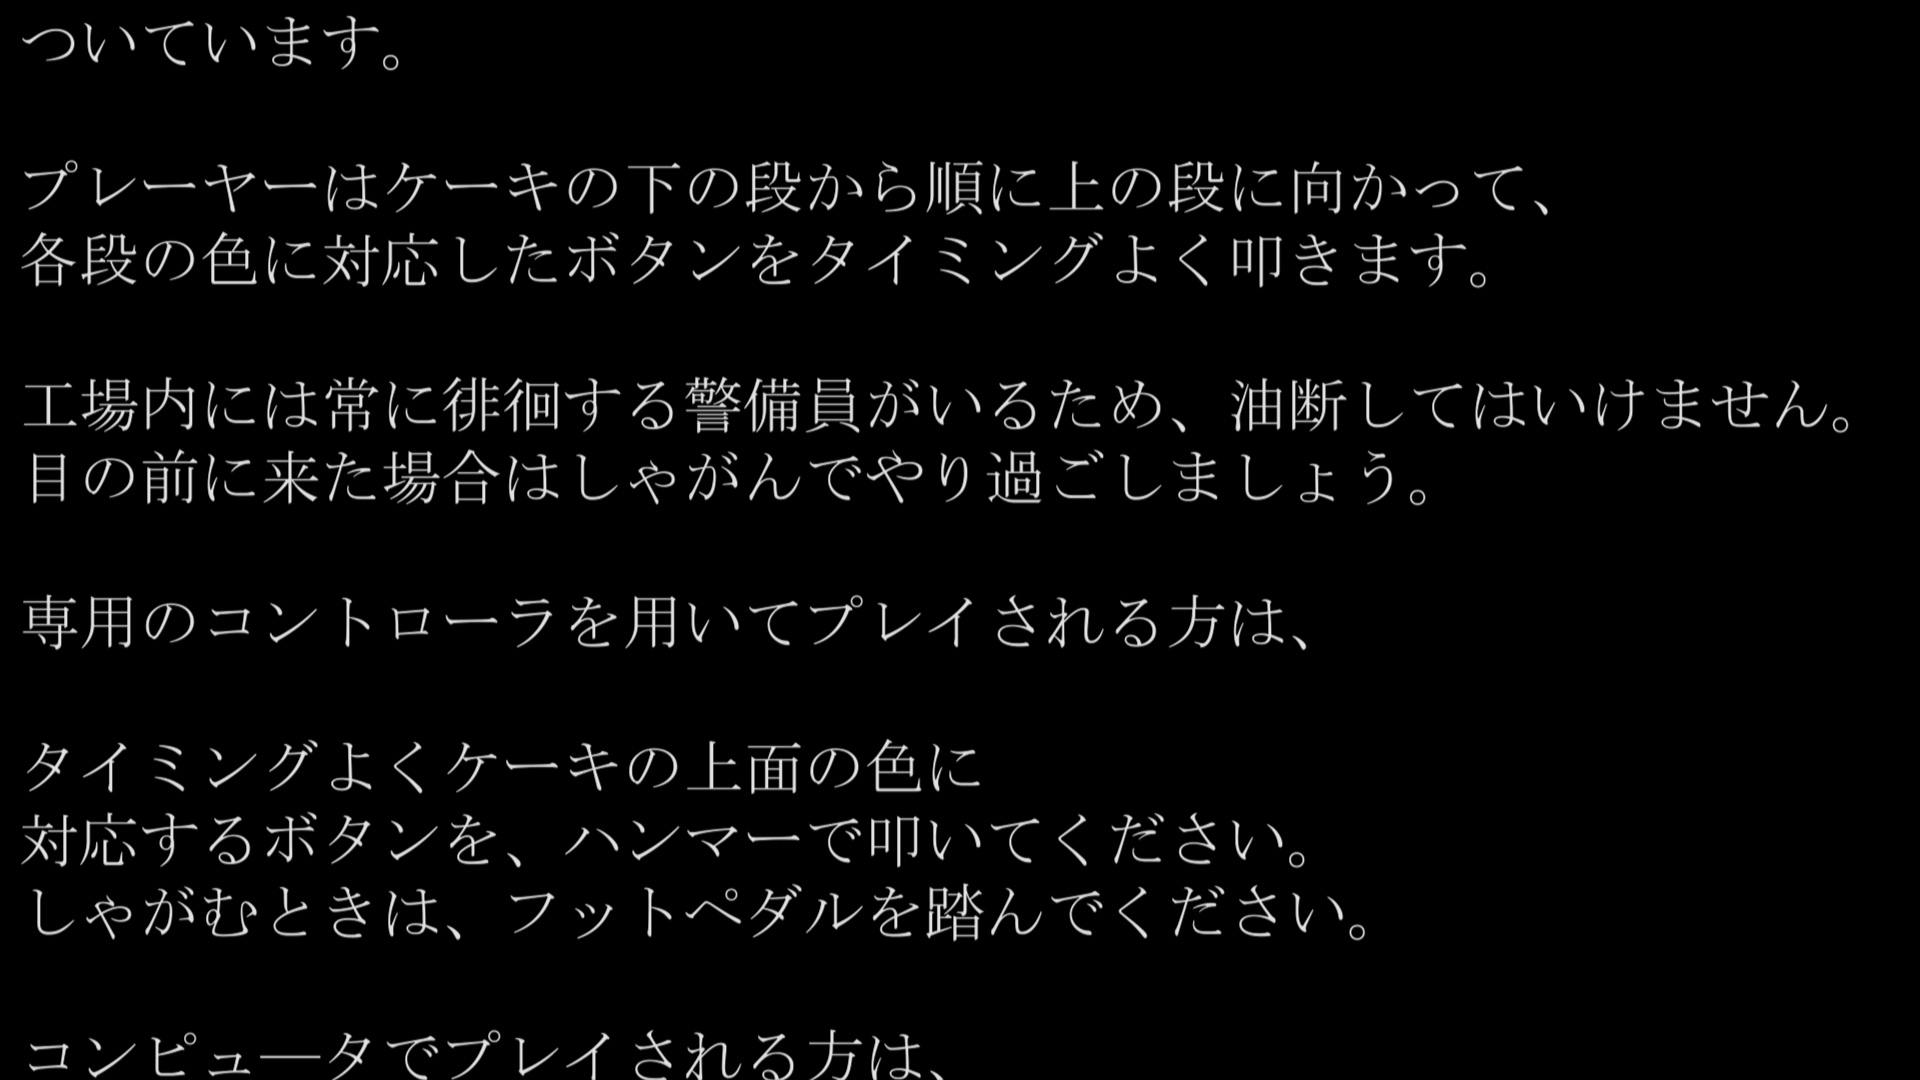 ついています。
プレーヤーはケーキの下の段から順に上の段に向かって、
各段の色に対応したボタンをタイミングよく叩きます。
工場内には常に徘徊する警備員がいるため、油断してはいけません。
目の前に来た場合はしゃがんでやり過ごしましょう。
専用のコントローラを用いてプレイされる方は、
タイミングよくケーキの上面の色に
対応するボタンを、ハンマーで叩いてください。
しゃがむときは、フットペダルを踏んでください。
コンピュ―タでプレイされる方は、